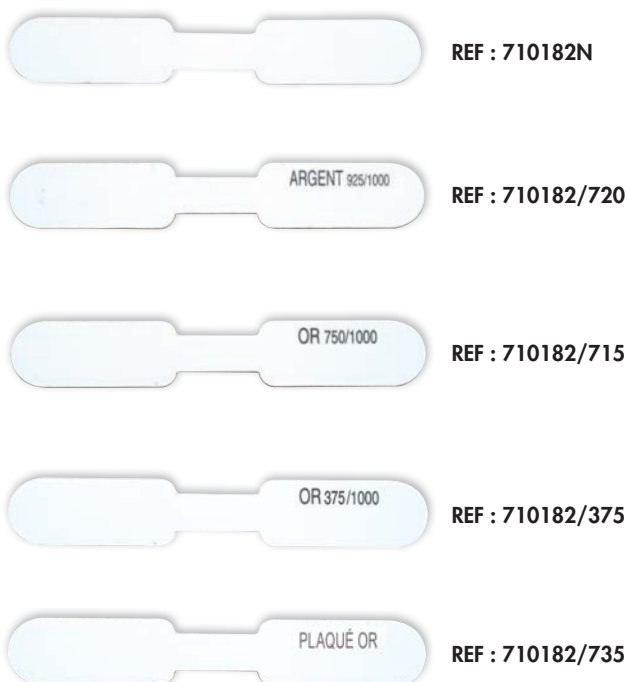 REF : 710182N
ARGENT 925/1000
REF : 710182/720
OR 750/1000
REF : 710182/715
OR 375/1000
REF : 710182/375
PLAQUÉ OR
REF : 710182/735